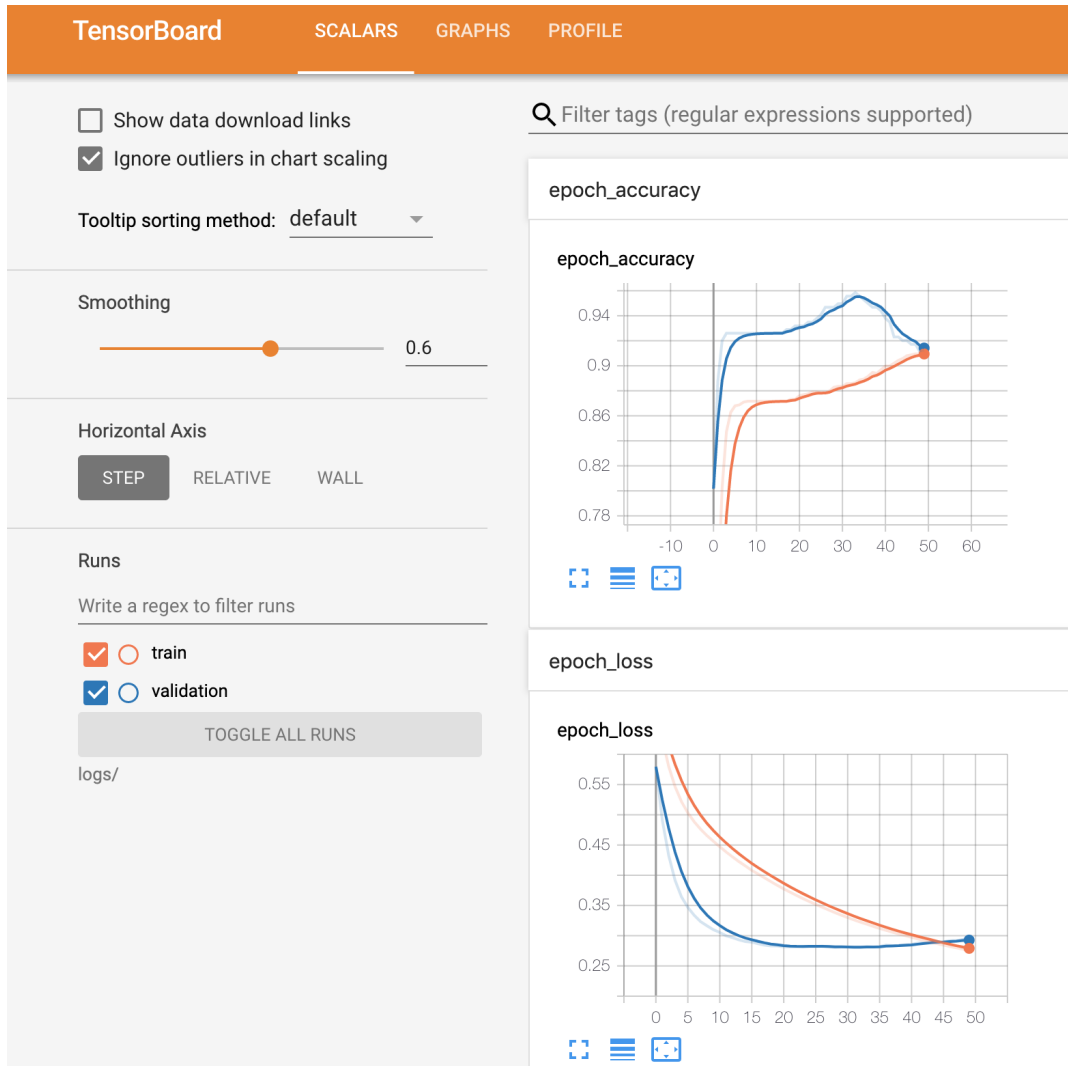 TensorBoard SCALARS GRAPHS PROFILE
Show data download links
Ignore outliers in chart scaling
Tooltip sorting method: default
Smoothing
0.6
Horizontal Axis
STEP RELATIVE WALL
Runs
Write a regex to filter runs
train
validation
TOGGLE ALL RUNS
logs/
Filter tags (regular expressions supported)
epoch_accuracy
epoch_accuracy
0.94
0.9
0.86
0.82
0.78
-10 0 10 20 30 40 50 60
epoch_loss
epoch_loss
0.55
0.45
0.35
0.25
0 5 10 15 20 25 30 35 40 45 50